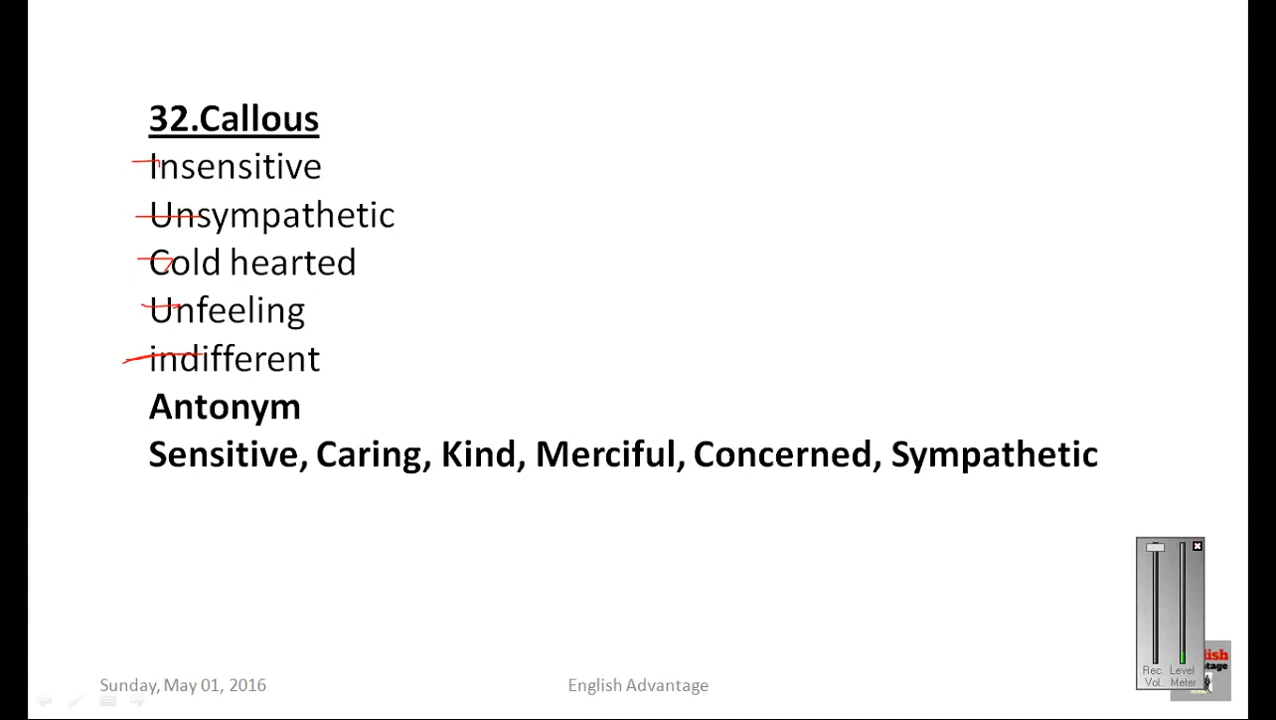 32.Callous
Insensitive
Unsympathetic
Cold hearted
Unfeeling
indifferent
Antonym
Sensitive, Caring, Kind, Merciful, Concerned, Sympathetic
Rec. Level
Vol. Meter
Sunday, May 01, 2016
English Advantage